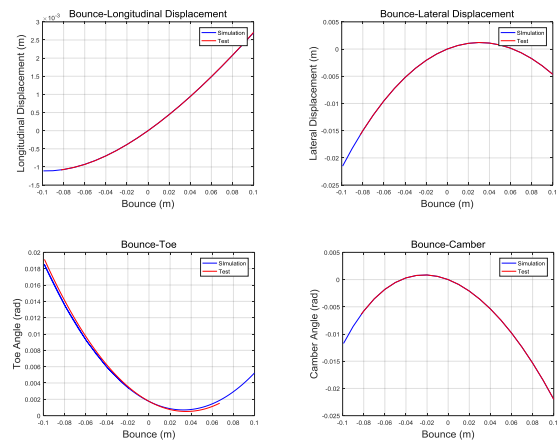 Bounce-Longitudinal Displacement
×10⁻³
3
2.5
2
1.5
1
0.5
0
-0.5
-1
-1.5
-0.1 -0.08 -0.06 -0.04 -0.02 0 0.02 0.04 0.06 0.08 0.1
Bounce (m)
Longitudinal Displacement (m)
SImulation
Test
Bounce-Lateral Displacement
0.005
0
-0.005
-0.01
-0.015
-0.02
-0.025
-0.1 -0.08 -0.06 -0.04 -0.02 0 0.02 0.04 0.06 0.08 0.1
Bounce (m)
Lateral Displacement (m)
SImulation
Test
Bounce-Toe
0.02
0.018
0.016
0.014
0.012
0.01
0.008
0.006
0.004
0.002
0
-0.1 -0.08 -0.06 -0.04 -0.02 0 0.02 0.04 0.06 0.08 0.1
Bounce (m)
Toe Angle (rad)
SImulation
Test
Bounce-Camber
0.005
0
-0.005
-0.01
-0.015
-0.02
-0.025
-0.1 -0.08 -0.06 -0.04 -0.02 0 0.02 0.04 0.06 0.08 0.1
Bounce (m)
Camber Angle (rad)
SImulation
Test